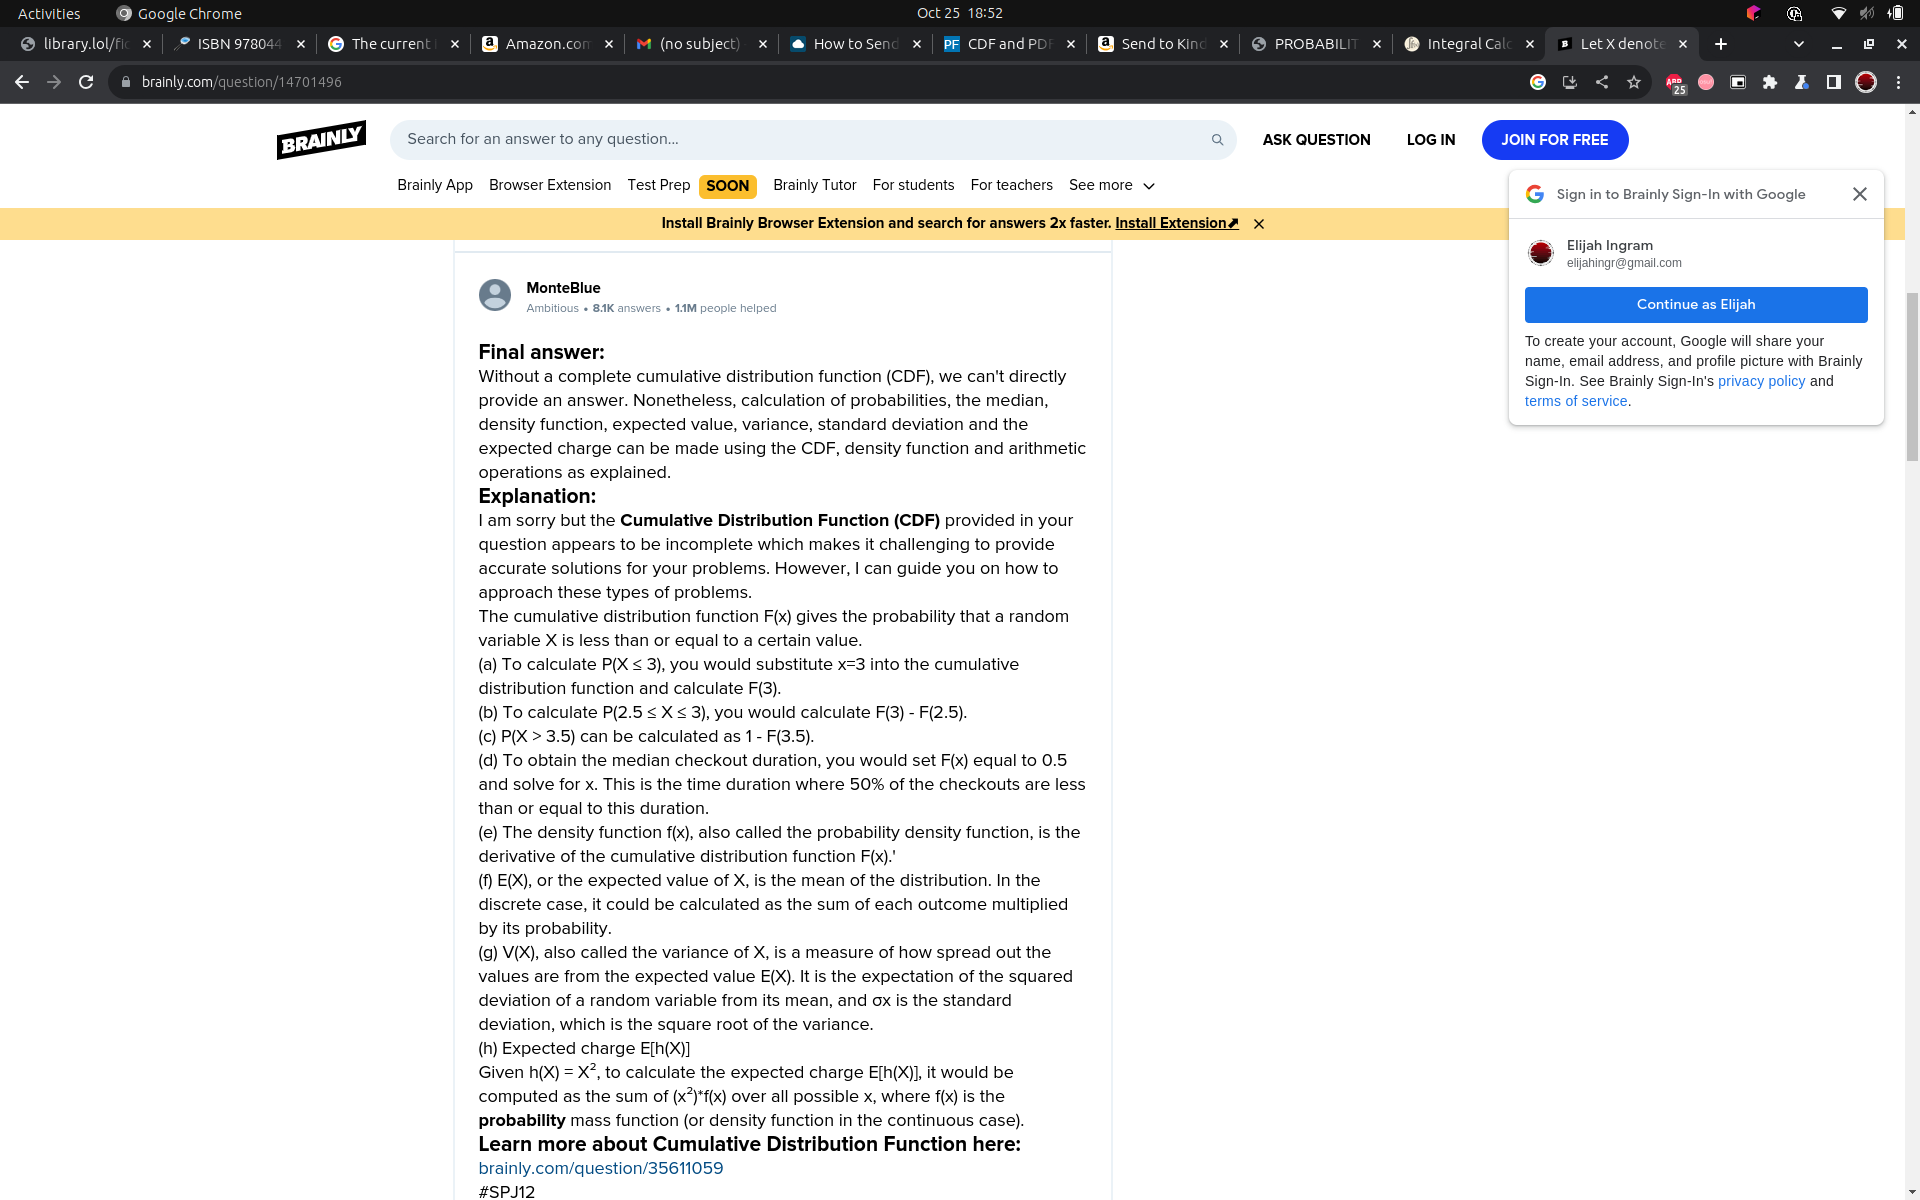 Activities
Google Chrome
Oct 25 18:52
library.lol/fic
ISBN 978044
The current
Amazon.com
(no subject)
How to Send
PF CDF and PDF
Send to Kind
PROBABILIT
Integral Calc
Let X denote
brainly.com/question/14701496
25
BRAINLY
Search for an answer to any question...
ASK QUESTION
LOG IN
JOIN FOR FREE
Brainly App Browser Extension Test Prep SOON Brainly Tutor For students For teachers See more
Install Brainly Browser Extension and search for answers 2x faster. Install Extension
Sign in to Brainly Sign-In with Google
Elijah Ingram
elijahingr@gmail.com
Continue as Elijah
To create your account, Google will share your
name, email address, and profile picture with Brainly
Sign-In. See Brainly Sign-In's privacy policy and
terms of service.
MonteBlue
Ambitious • 8.1K answers • 1.1M people helped
Final answer:
Without a complete cumulative distribution function (CDF), we can't directly
provide an answer. Nonetheless, calculation of probabilities, the median,
density function, expected value, variance, standard deviation and the
expected charge can be made using the CDF, density function and arithmetic
operations as explained.
Explanation:
I am sorry but the Cumulative Distribution Function (CDF) provided in your
question appears to be incomplete which makes it challenging to provide
accurate solutions for your problems. However, I can guide you on how to
approach these types of problems.
The cumulative distribution function F(x) gives the probability that a random
variable X is less than or equal to a certain value.
(a) To calculate P(X ≤ 3), you would substitute x=3 into the cumulative
distribution function and calculate F(3).
(b) To calculate P(2.5 ≤ X ≤ 3), you would calculate F(3) - F(2.5).
(c) P(X > 3.5) can be calculated as 1 - F(3.5).
(d) To obtain the median checkout duration, you would set F(x) equal to 0.5
and solve for x. This is the time duration where 50% of the checkouts are less
than or equal to this duration.
(e) The density function f(x), also called the probability density function, is the
derivative of the cumulative distribution function F(x).'
(f) E(X), or the expected value of X, is the mean of the distribution. In the
discrete case, it could be calculated as the sum of each outcome multiplied
by its probability.
(g) V(X), also called the variance of X, is a measure of how spread out the
values are from the expected value E(X). It is the expectation of the squared
deviation of a random variable from its mean, and σx is the standard
deviation, which is the square root of the variance.
(h) Expected charge E[h(X)]
Given h(X) = X², to calculate the expected charge E[h(X)], it would be
computed as the sum of (x²)*f(x) over all possible x, where f(x) is the
probability mass function (or density function in the continuous case).
Learn more about Cumulative Distribution Function here:
brainly.com/question/35611059
#SPJ12